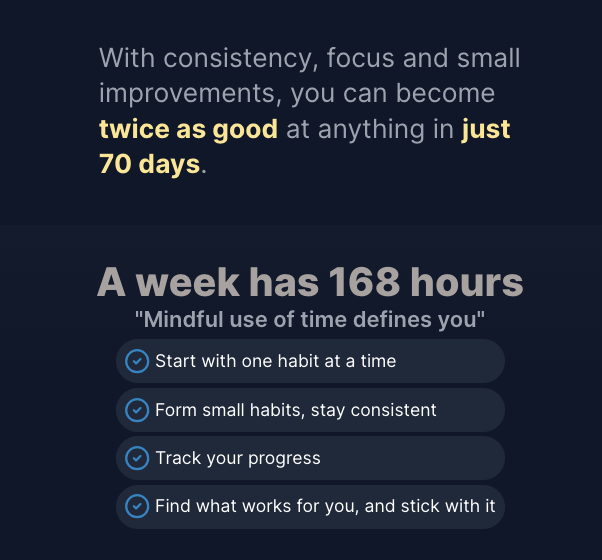 With consistency, focus and small
improvements, you can become
twice as good at anything in just
70 days.
A week has 168 hours
"Mindful use of time defines you"
Start with one habit at a time
Form small habits, stay consistent
Track your progress
Find what works for you, and stick with it